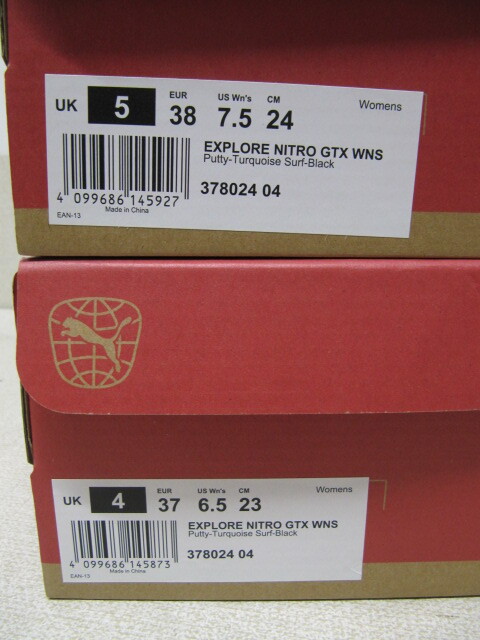 UK 5 EUR 38 US Wn's 7.5 CM 24 Womens
EXPLORE NITRO GTX WNS
Putty-Turquoise Surf-Black
378024 04
4 099686 145927
Made in China
EAN-13
UK 4 EUR 37 US Wn's 6.5 CM 23 Womens
EXPLORE NITRO GTX WNS
Putty-Turquoise Surf-Black
378024 04
4 099686 145873
Made in China
EAN-13